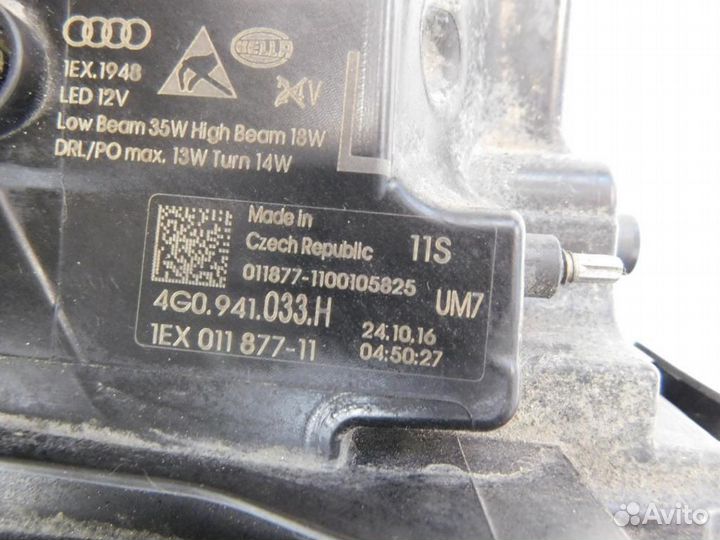 HELLA
1EX.1948
LED 12V
24V
Low Beam 35W High Beam 18W
DRL/PO max. 13W Turn 14W
Made in
Czech Republic
11S
011877-1100105825
4G0.941.033.H
UM7
1EX 011 877-11
24.10.16
04:50:27
Avito